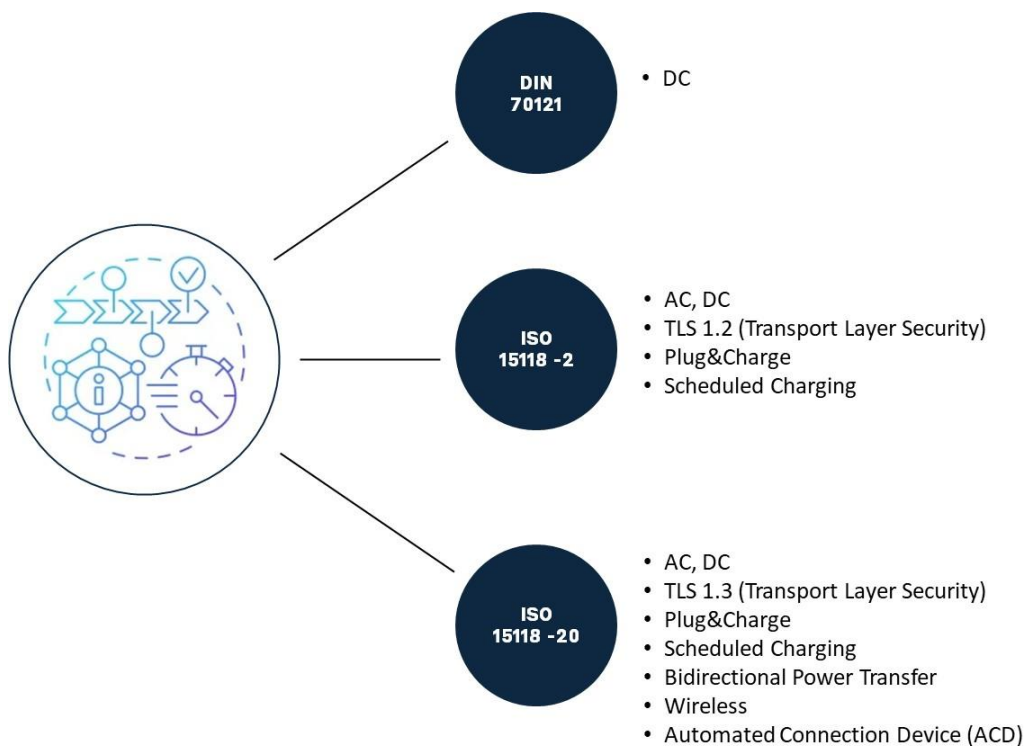 DIN
70121
• DC
ISO
15118 -2
• AC, DC
• TLS 1.2 (Transport Layer Security)
• Plug&Charge
• Scheduled Charging
ISO
15118 -20
• AC, DC
• TLS 1.3 (Transport Layer Security)
• Plug&Charge
• Scheduled Charging
• Bidirectional Power Transfer
• Wireless
• Automated Connection Device (ACD)